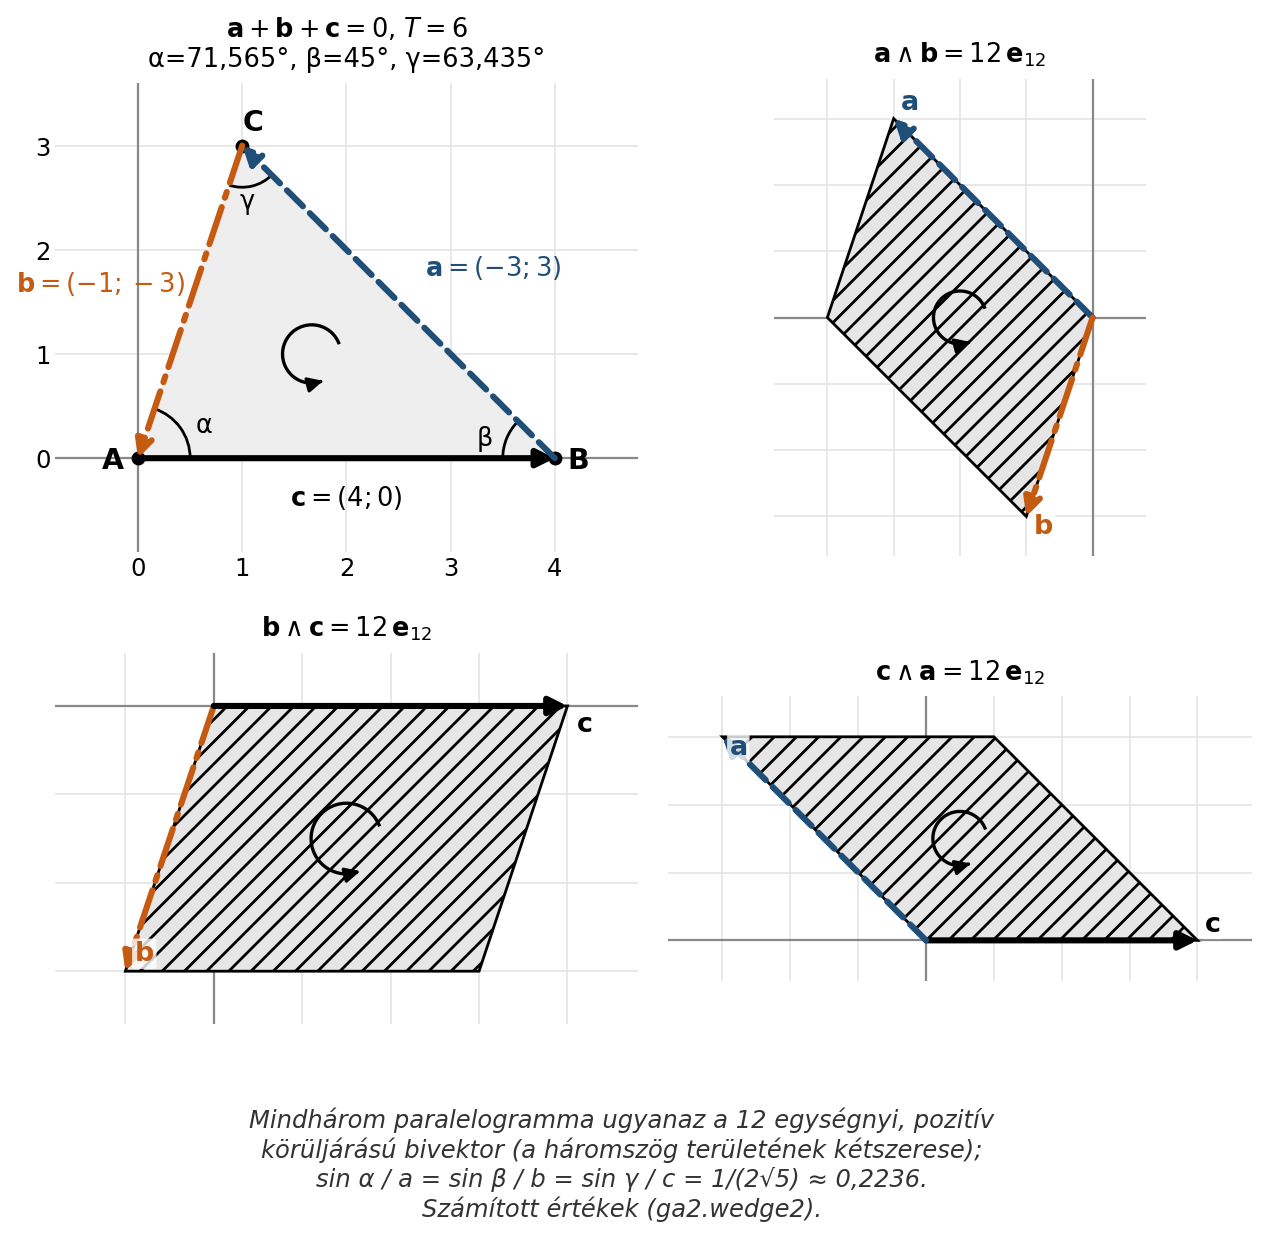 a + b + c = 0, T = 6
α=71,565°, β=45°, γ=63,435°
C
3
γ
2
a = (−3; 3)
b = (−1; −3)
1
α
β
0
A
B
c = (4; 0)
0 1 2 3 4
a ∧ b = 12 e₁₂
a
b
b ∧ c = 12 e₁₂
c
b
c ∧ a = 12 e₁₂
a
c
Mindhárom paralelogramma ugyanaz a 12 egységnyi, pozitív
körüljárású bivektor (a háromszög területének kétszerese);
sin α / a = sin β / b = sin γ / c = 1/(2√5) ≈ 0,2236.
Számított értékek (ga2.wedge2).